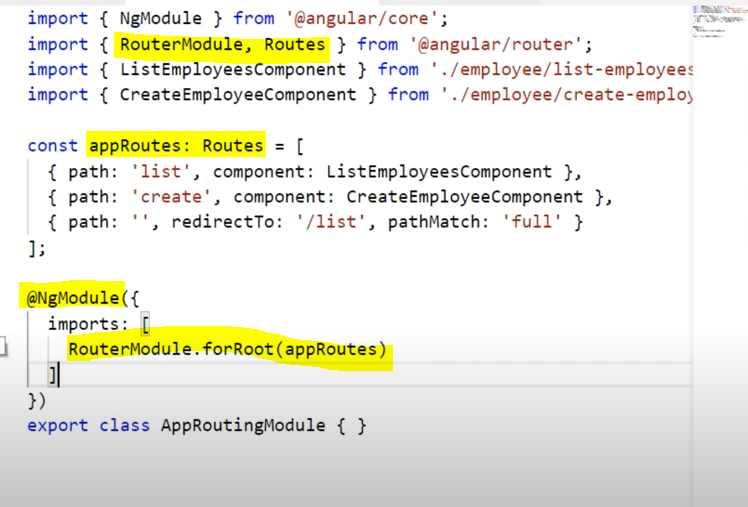 import { NgModule } from '@angular/core';
import { RouterModule, Routes } from '@angular/router';
import { ListEmployeesComponent } from './employee/list-employees
import { CreateEmployeeComponent } from './employee/create-employ
const appRoutes: Routes = [
{ path: 'list', component: ListEmployeesComponent },
{ path: 'create', component: CreateEmployeeComponent },
{ path: '', redirectTo: '/list', pathMatch: 'full' }
];
@NgModule({
imports: [
RouterModule.forRoot(appRoutes)
]
})
export class AppRoutingModule { }